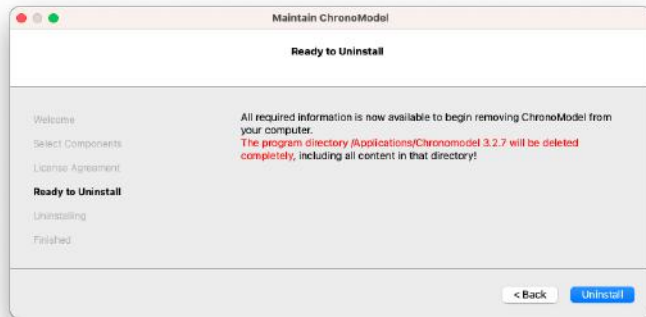 Maintain ChronoModel
Ready to Uninstall
Welcome
Select Components
License Agreement
Ready to Uninstall
Uninstalling
Finished
All required information is now available to begin removing ChronoModel from
your computer.
The program directory /Applications/Chronomodel 3.2.7 will be deleted
completely, including all content in that directory!
< Back
Uninstall